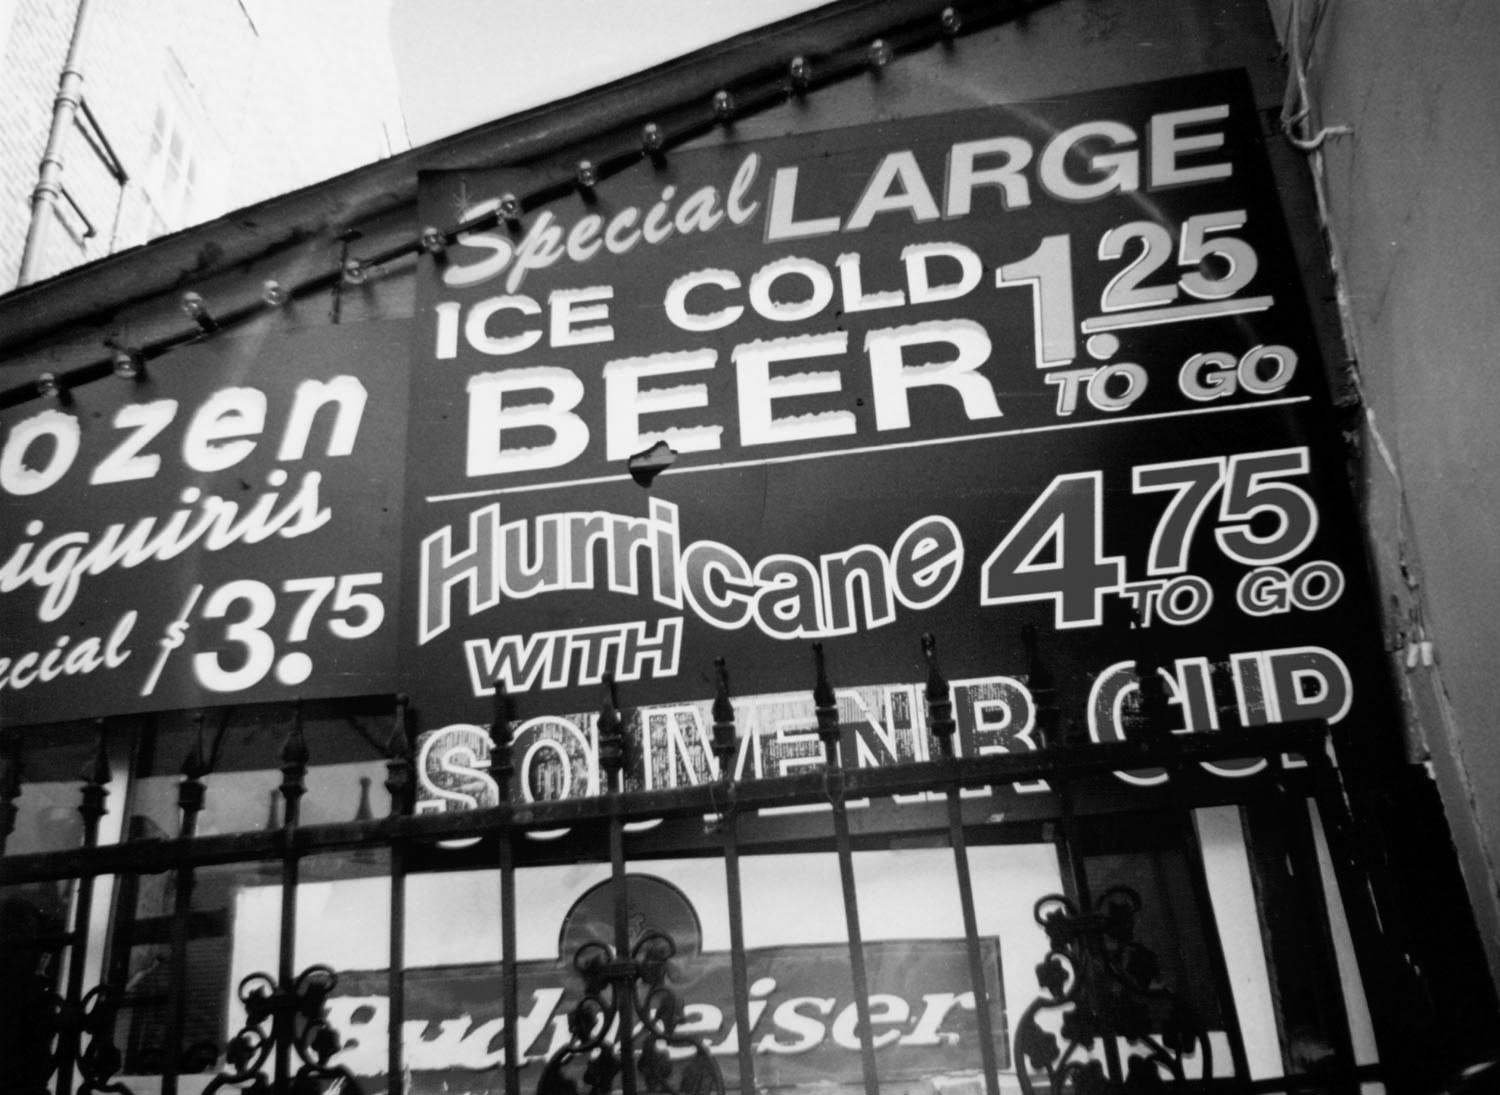 Special LARGE
ICE COLD
BEER 1.25
TO GO
Hurricane 4 75
TO GO
WITH
SOUVENIR CUP
ozen
iquiris
ecial $3.75
Budweiser